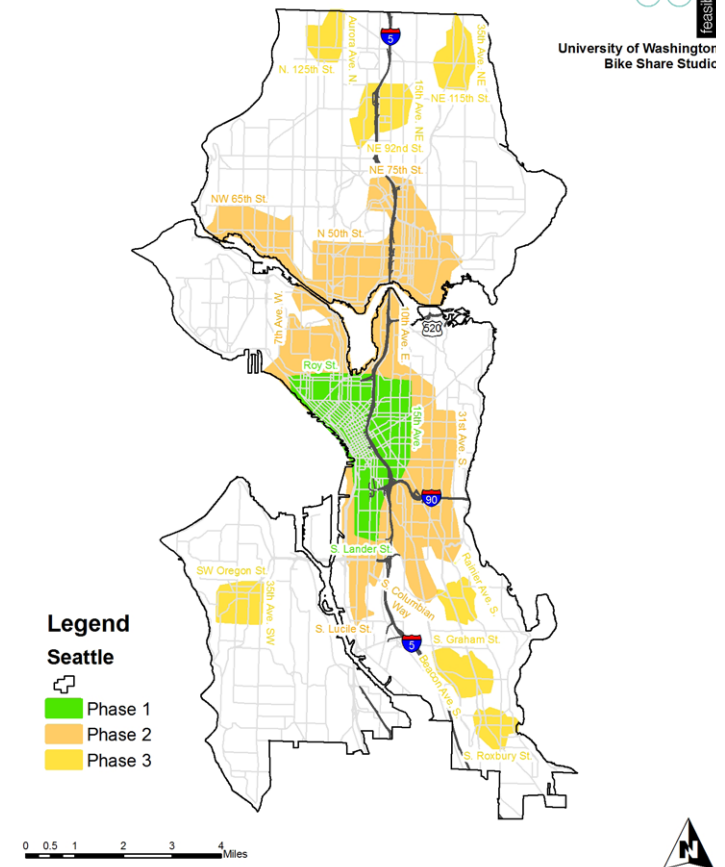 feasib
University of Washington
Bike Share Studio
5
Aurora Ave. N
35th Ave. NE
N. 125th St.
15th Ave. NE
NE 115th St.
NE 92nd St.
NE 75th St.
NW 65th St.
N 50th St.
7th Ave. W
10th Ave. E
520
Roy St.
15th Ave.
31st Ave. S.
90
S. Lander St.
SW Oregon St.
35th Ave. SW
Rainier Ave. S.
S. Columbian
Way
S. Lucile St.
S. Graham St.
5
Beacon Ave. S.
S. Roxbury St.
Legend
Seattle
Phase 1
Phase 2
Phase 3
0 0.5 1 2 3 4
Miles
N